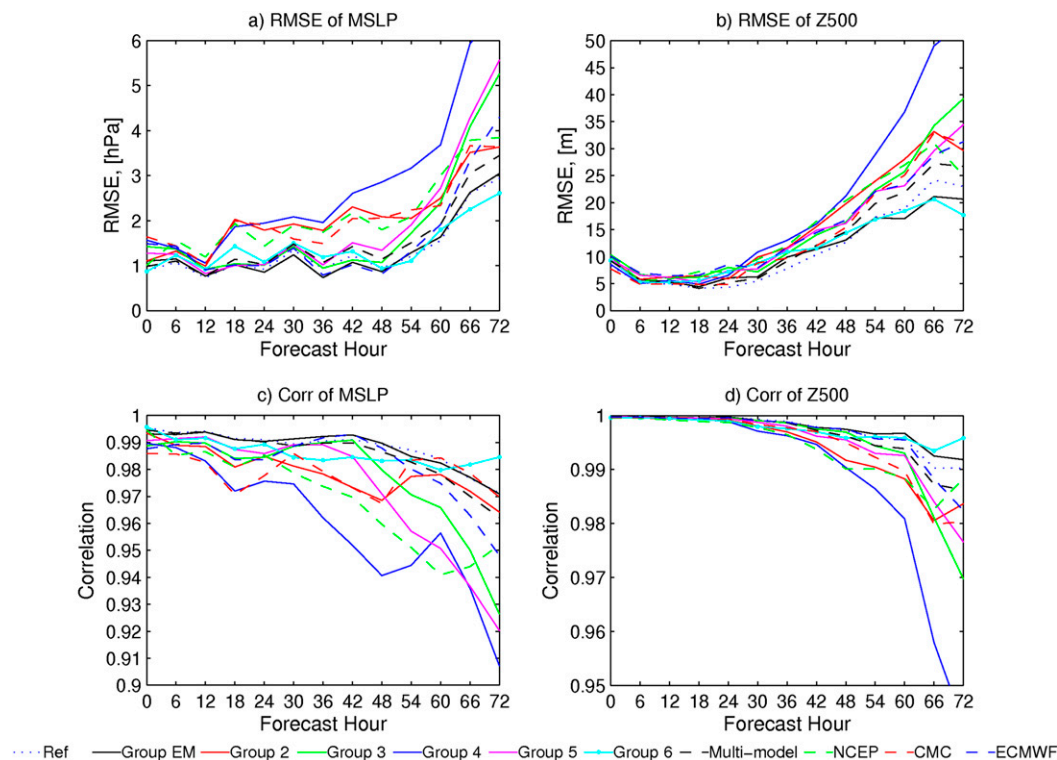 a) RMSE of MSLP
RMSE, [hPa]
6
5
4
3
2
1
0
0 6 12 18 24 30 36 42 48 54 60 66 72
Forecast Hour
b) RMSE of Z500
RMSE, [m]
50
45
40
35
30
25
20
15
10
5
0
0 6 12 18 24 30 36 42 48 54 60 66 72
Forecast Hour
c) Corr of MSLP
Correlation
1
0.99
0.98
0.97
0.96
0.95
0.94
0.93
0.92
0.91
0.9
0 6 12 18 24 30 36 42 48 54 60 66 72
Forecast Hour
d) Corr of Z500
Correlation
1
0.99
0.98
0.97
0.96
0.95
0 6 12 18 24 30 36 42 48 54 60 66 72
Forecast Hour
Ref Group EM Group 2 Group 3 Group 4 Group 5 Group 6 Multi-model NCEP CMC ECMWF